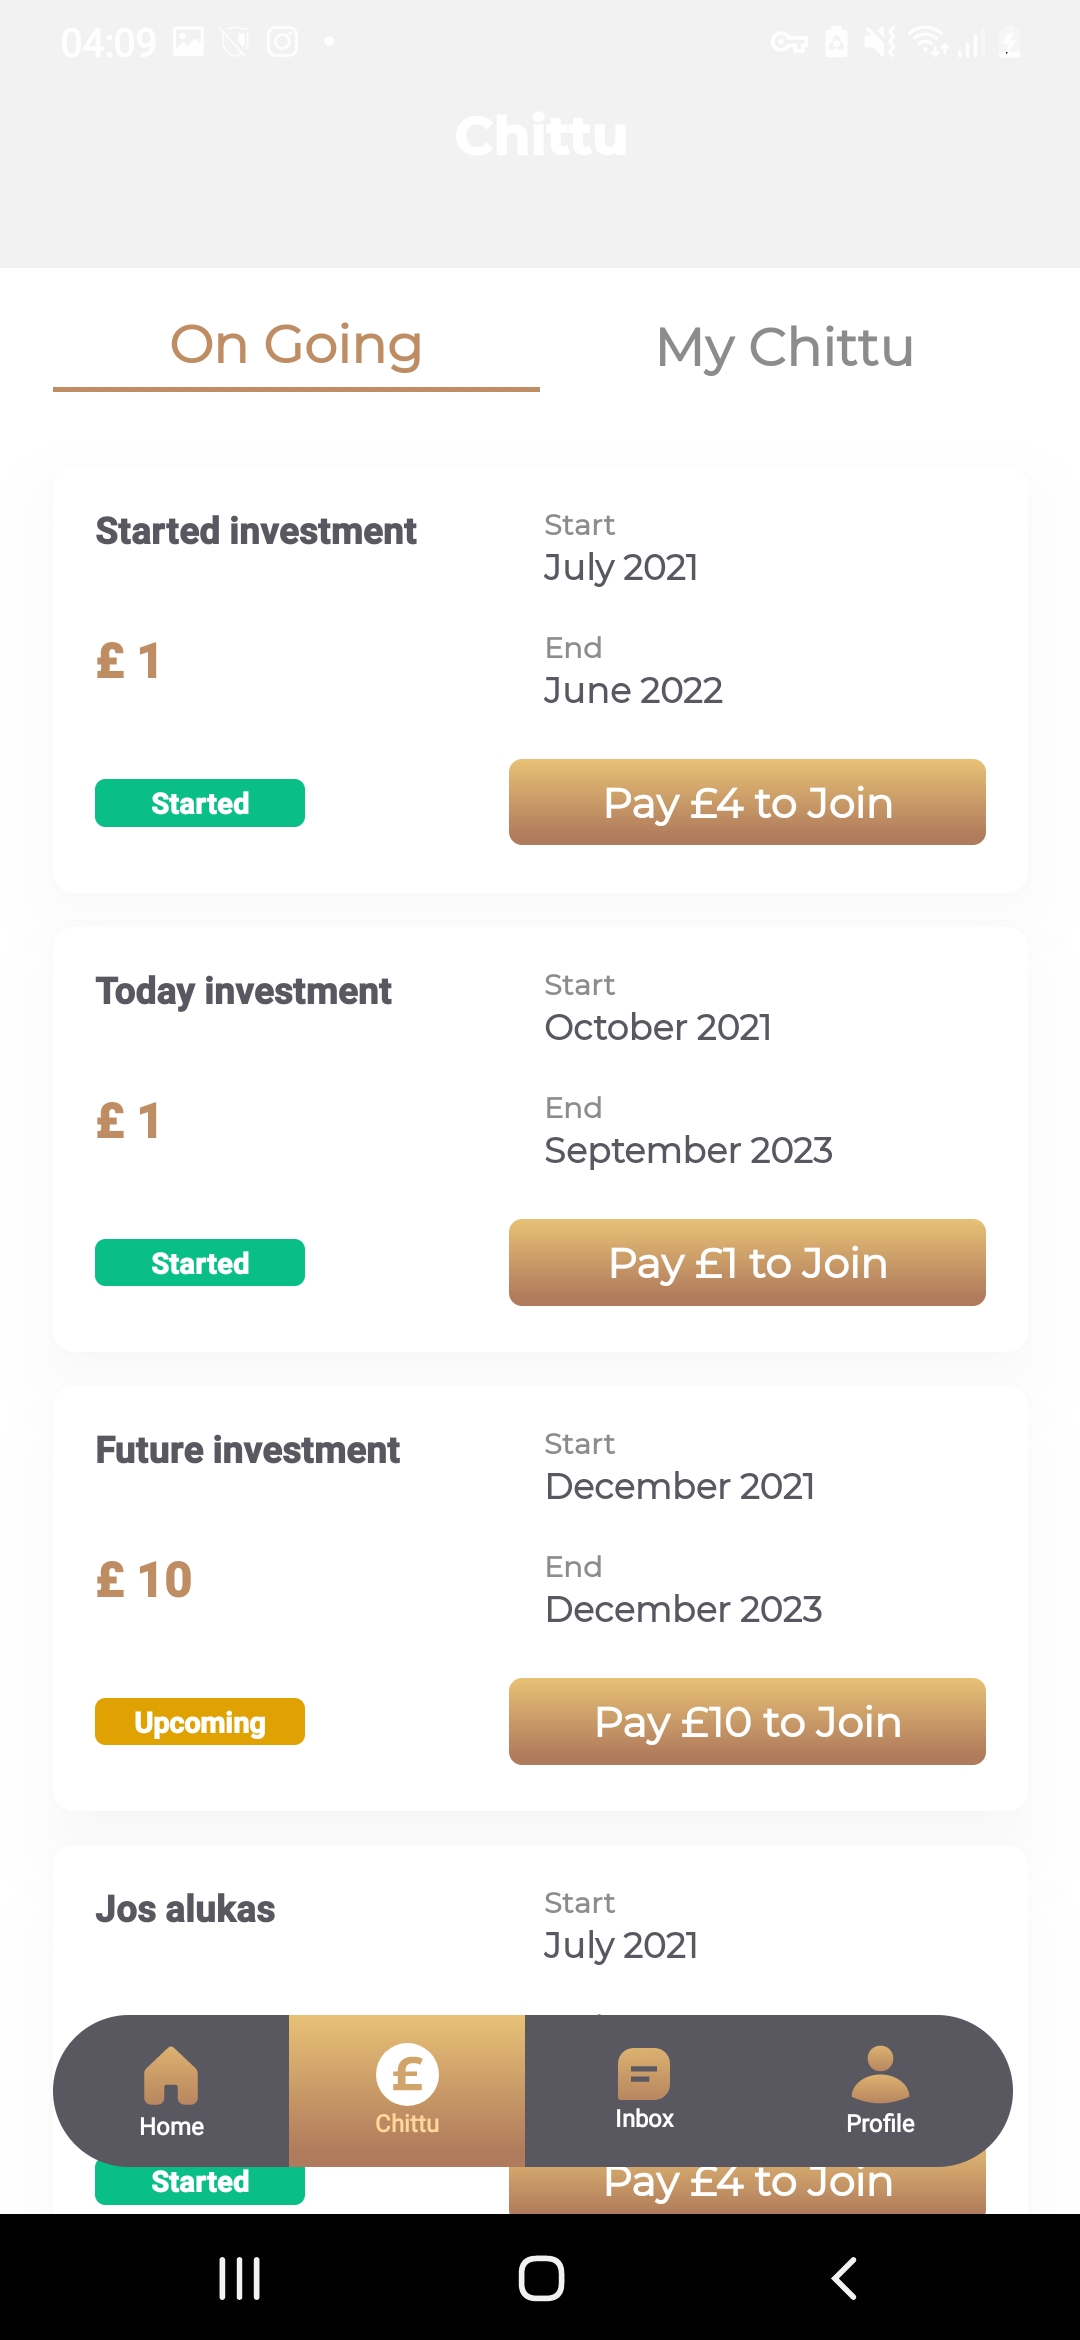 04:09
Chittu
On Going
My Chittu
Started investment
Start
July 2021
£ 1
End
June 2022
Started
Pay £4 to Join
Today investment
Start
October 2021
£ 1
End
September 2023
Started
Pay £1 to Join
Future investment
Start
December 2021
£ 10
End
December 2023
Upcoming
Pay £10 to Join
Jos alukas
Start
July 2021
Home
£
Chittu
Inbox
Profile
Started
Pay £4 to Join